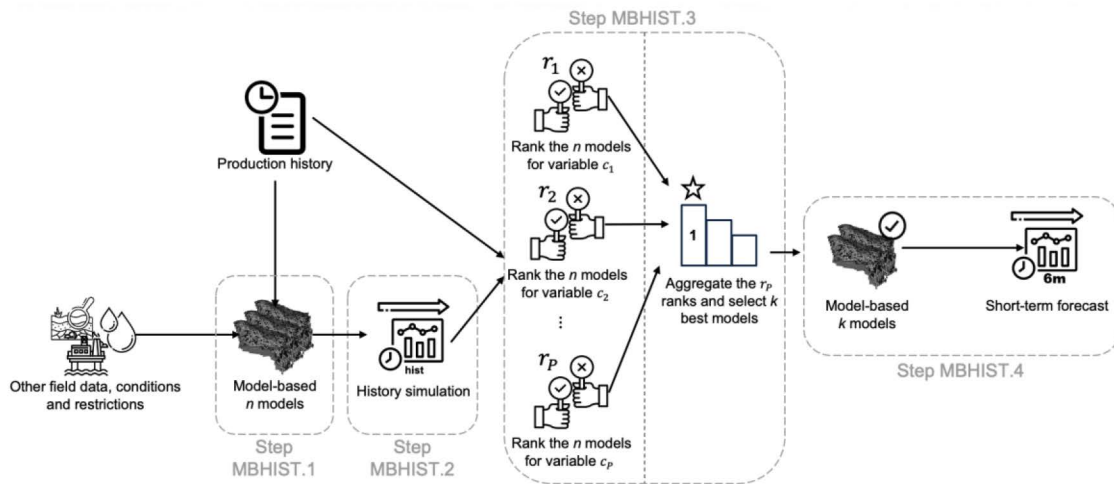 Step MBHIST.3
r₁
Rank the n models
for variable c₁
Production history
r₂
Rank the n models
for variable c₂
⋮
1
Aggregate the rₚ
ranks and select k
best models
Model-based
k models
6m
Short-term forecast
Step MBHIST.4
Other field data, conditions
and restrictions
Model-based
n models
Step
MBHIST.1
hist
History simulation
Step
MBHIST.2
r_P
Rank the n models
for variable c_P